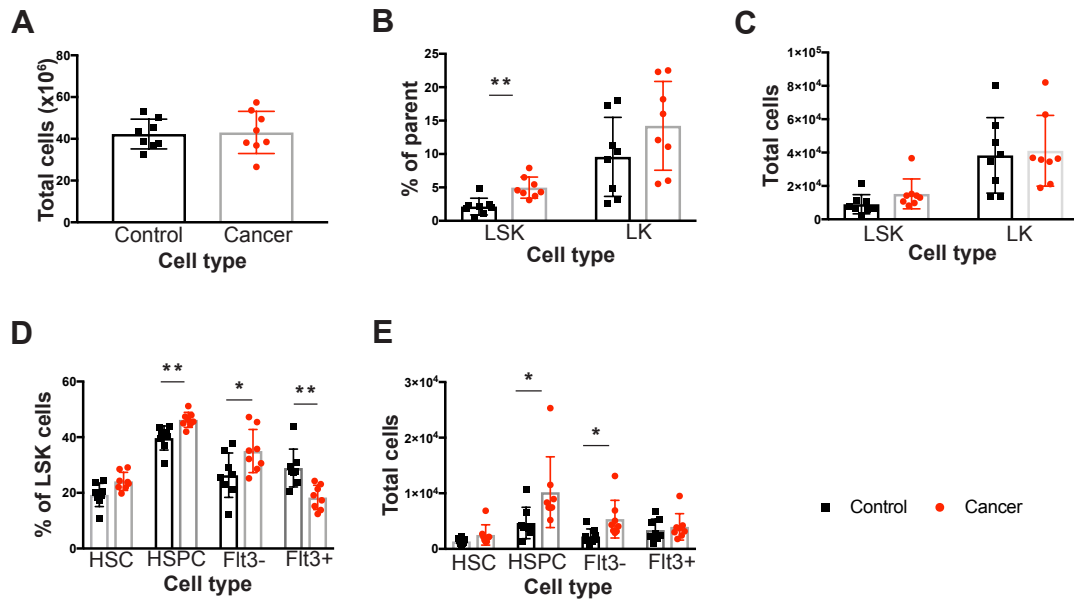 A
Total cells (x10⁶)
80
60
40
20
0
Control Cancer
Cell type
B
% of parent
25
20
15
10
5
0
**
LSK LK
Cell type
C
Total cells
1×10⁵
8×10⁴
6×10⁴
4×10⁴
2×10⁴
0
LSK LK
Cell type
D
% of LSK cells
60
40
20
0
** * **
HSC HSPC Flt3- Flt3+
Cell type
E
Total cells
3×10⁴
2×10⁴
1×10⁴
0
* *
HSC HSPC Flt3- Flt3+
Cell type
Control Cancer